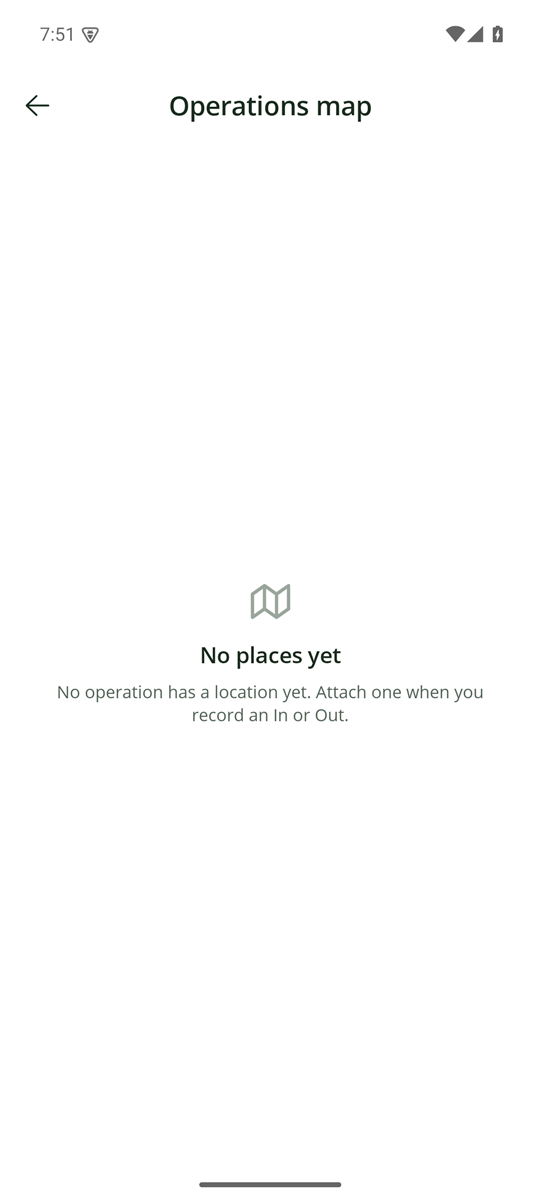 7:51
Operations map
No places yet
No operation has a location yet. Attach one when you
record an In or Out.